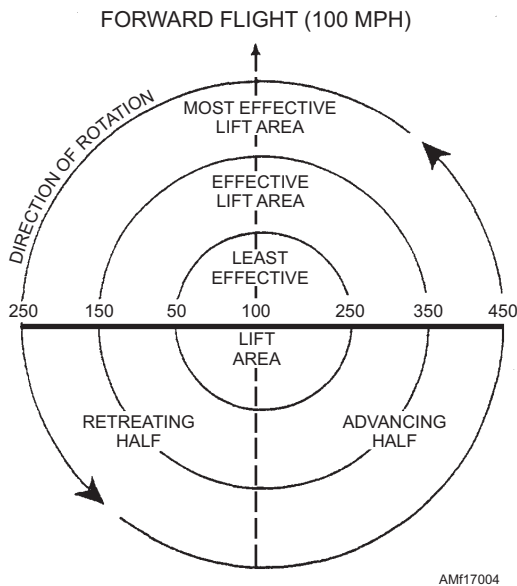 FORWARD FLIGHT (100 MPH)
DIRECTION OF ROTATION
MOST EFFECTIVE
LIFT AREA
EFFECTIVE
LIFT AREA
LEAST
EFFECTIVE
250 150 50 100 250 350 450
LIFT
AREA
RETREATING
HALF
ADVANCING
HALF
AMf17004